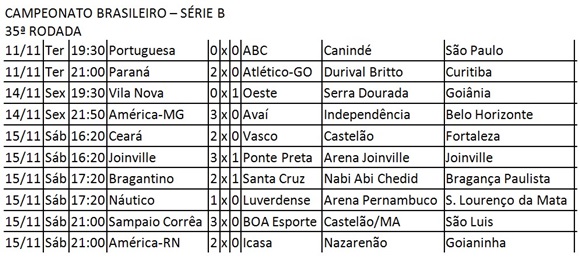 CAMPEONATO BRASILEIRO – SÉRIE B
35ª RODADA
11/11 Ter 19:30 Portuguesa 0 x 0 ABC Canindé São Paulo
11/11 Ter 21:00 Paraná 2 x 0 Atlético-GO Durival Britto Curitiba
14/11 Sex 19:30 Vila Nova 0 x 1 Oeste Serra Dourada Goiânia
14/11 Sex 21:50 América-MG 3 x 0 Avaí Independência Belo Horizonte
15/11 Sáb 16:20 Ceará 2 x 0 Vasco Castelão Fortaleza
15/11 Sáb 16:20 Joinville 3 x 1 Ponte Preta Arena Joinville Joinville
15/11 Sáb 17:20 Bragantino 2 x 1 Santa Cruz Nabi Abi Chedid Bragança Paulista
15/11 Sáb 17:20 Náutico 1 x 0 Luverdense Arena Pernambuco S. Lourenço da Mata
15/11 Sáb 21:00 Sampaio Corrêa 3 x 0 BOA Esporte Castelão/MA São Luis
15/11 Sáb 21:00 América-RN 2 x 0 Icasa Nazarenão Goianinha